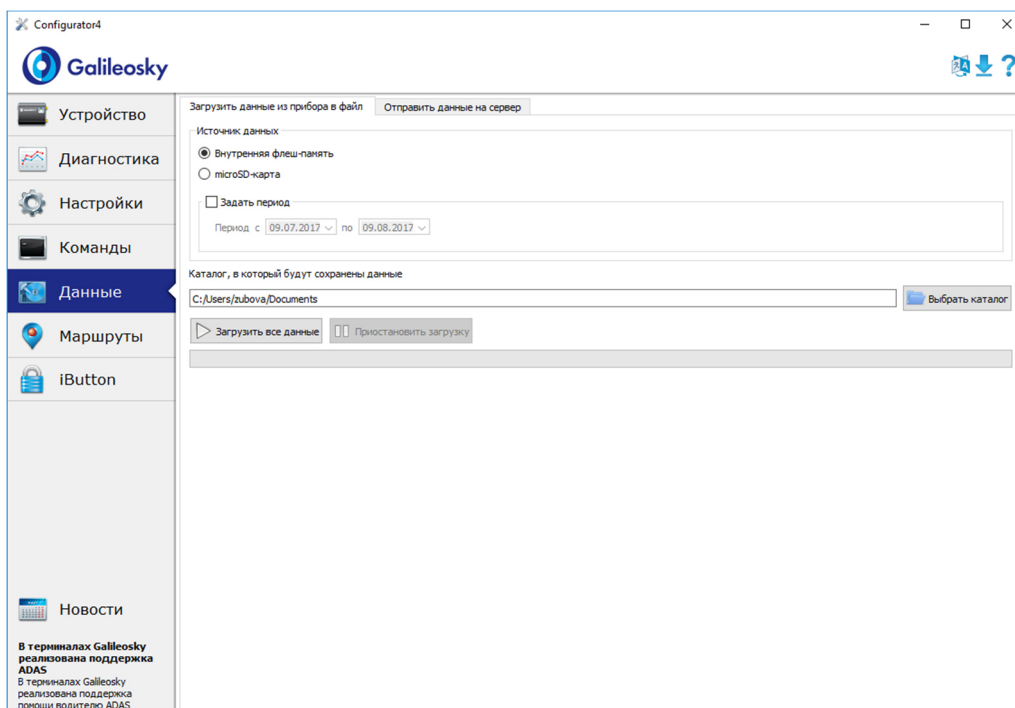 Configurator4
Galileosky
Устройство
Диагностика
Настройки
Команды
Данные
Маршруты
iButton
Новости
В терминалах Galileosky
реализована поддержка
ADAS
В терминалах Galileosky
реализована поддержка
помощи водителю ADAS
Загрузить данные из прибора в файл Отправить данные на сервер
Источник данных
Внутренняя флеш-память
microSD-карта
Задать период
Период с 09.07.2017 по 09.08.2017
Каталог, в который будут сохранены данные
C:/Users/zubova/Documents Выбрать каталог
Загрузить все данные Приостановить загрузку